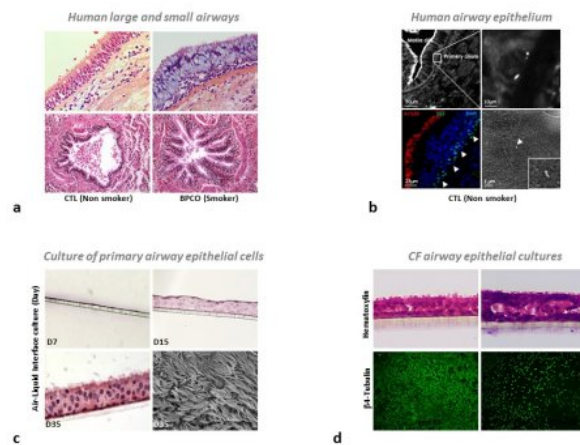 Human large and small airways
CTL (Non smoker)
BPCO (Smoker)
a
Human airway epithelium
Primary
CTL (Non smoker)
b
Culture of primary airway epithelial cells
Air-Liquid Interface culture (Day)
D7
D15
D35
c
CF airway epithelial cultures
Hematoxylin
β4-Tubulin
d